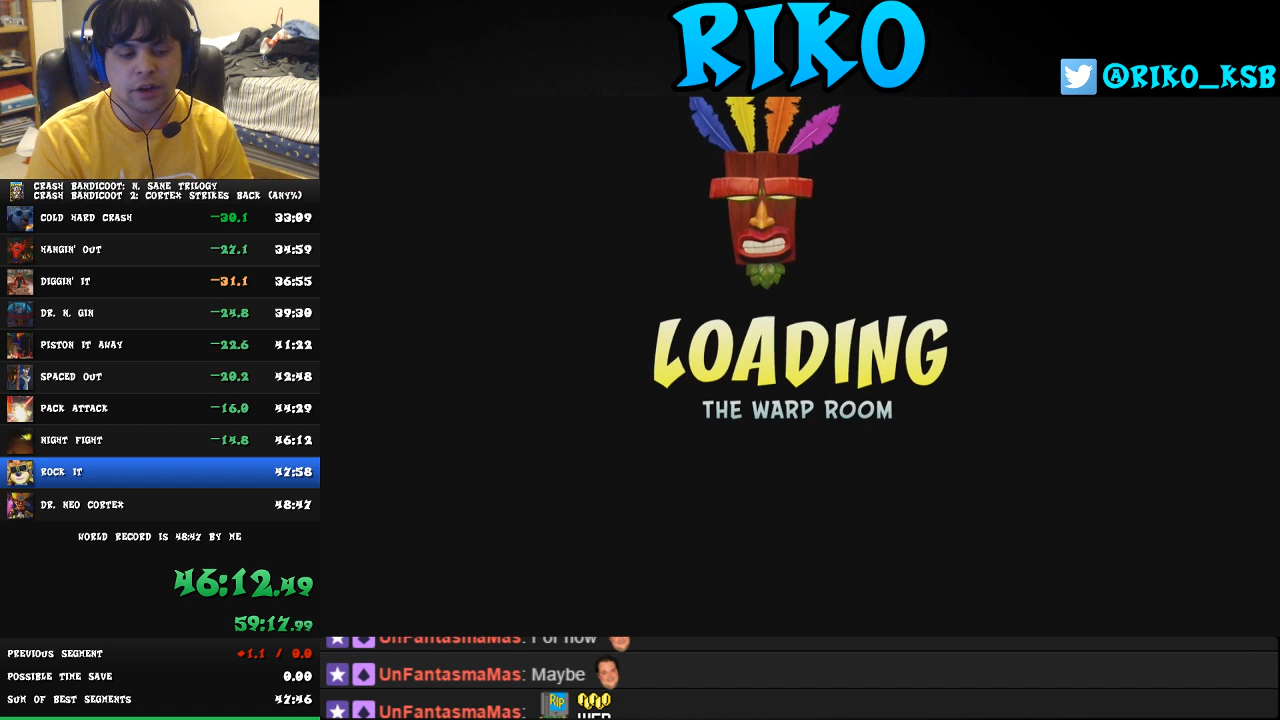 RIKO
@RIKO_KSB
CRASH BANDICOOT: N. SANE TRILOGY
CRASH BANDICOOT 2: CORTEX STRIKES BACK (ANY%)
COLD HARD CRASH -30.1 33:09
HANGIN' OUT -27.1 34:59
DIGGIN' IT -31.1 36:55
DR. N. GIN -24.8 39:30
PISTON IT AWAY -22.6 41:22
SPACED OUT -20.2 42:48
PACK ATTACK -16.0 44:29
NIGHT FIGHT -14.8 46:12
ROCK IT 47:58
DR. NEO CORTEX 48:47
WORLD RECORD IS 48:47 BY ME
46:12.49
59:17.99
PREVIOUS SEGMENT +1.1 / 0.0
POSSIBLE TIME SAVE 0.00
SUM OF BEST SEGMENTS 47:46
LOADING
THE WARP ROOM
UnFantasmaMas: For now
UnFantasmaMas: Maybe
UnFantasmaMas: RIP